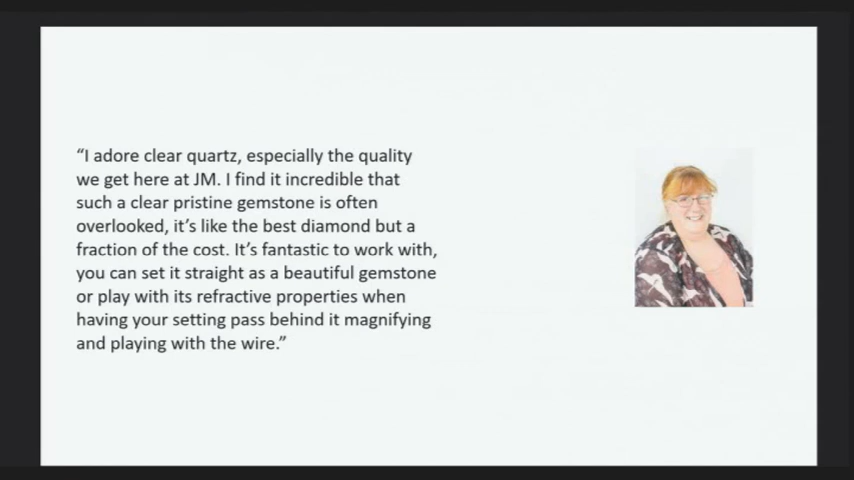 “I adore clear quartz, especially the quality
we get here at JM. I find it incredible that
such a clear pristine gemstone is often
overlooked, it’s like the best diamond but a
fraction of the cost. It’s fantastic to work with,
you can set it straight as a beautiful gemstone
or play with its refractive properties when
having your setting pass behind it magnifying
and playing with the wire.”